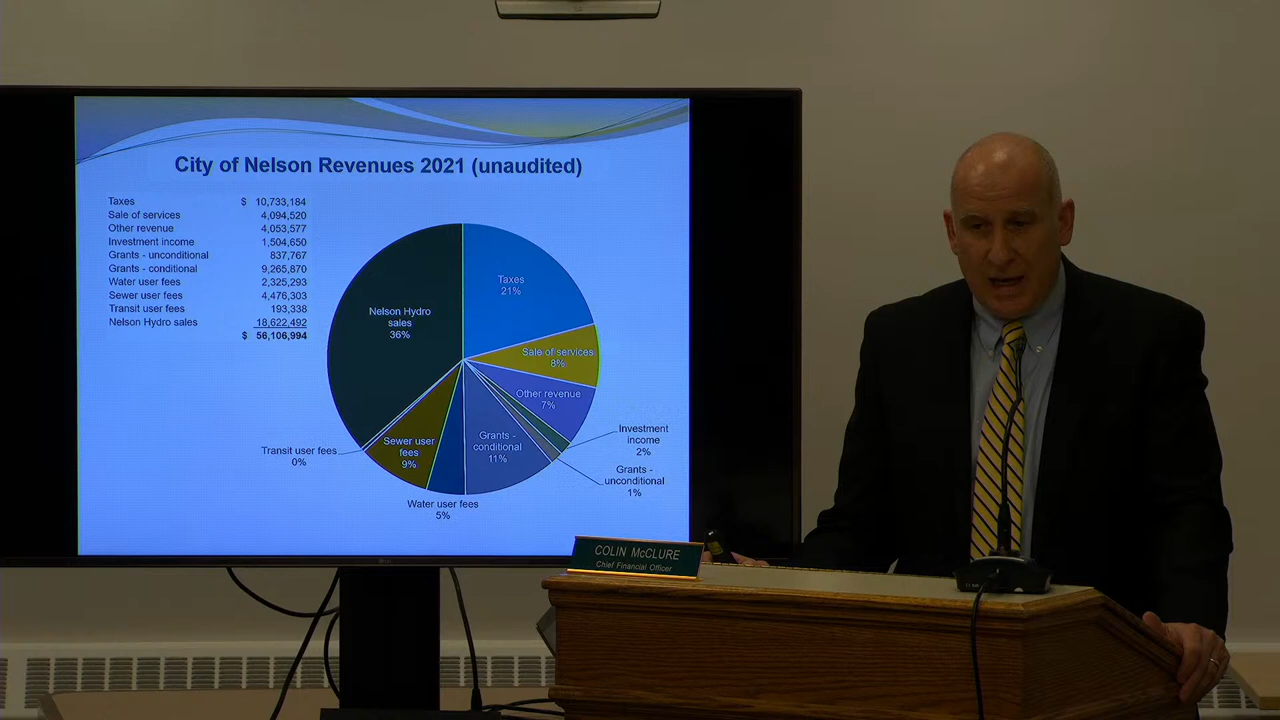 City of Nelson Revenues 2021 (unaudited)
Taxes $ 10,733,184
Sale of services 4,094,520
Other revenue 4,053,577
Investment income 1,504,650
Grants - unconditional 837,767
Grants - conditional 9,265,870
Water user fees 2,325,293
Sewer user fees 4,476,303
Transit user fees 193,338
Nelson Hydro sales 18,622,492
$ 56,106,994
Taxes
21%
Sale of services
8%
Other revenue
7%
Investment
income
2%
Grants -
unconditional
1%
Grants -
conditional
11%
Water user fees
5%
Sewer user
fees
9%
Transit user fees
0%
Nelson Hydro
sales
36%
LG
COLIN McCLURE
Chief Financial Officer